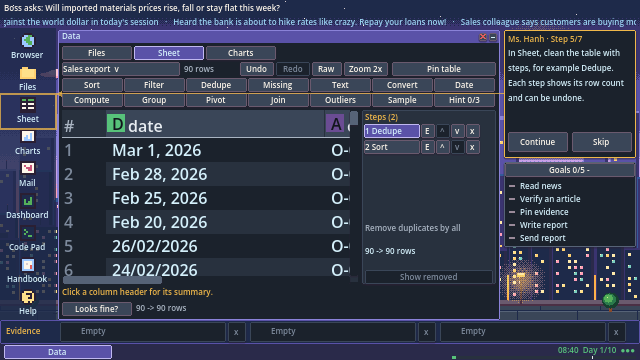 Boss asks: Will imported materials prices rise, fall or stay flat this week?
gainst the world dollar in today's session · Heard the bank is about to hike rates like crazy. Repay your loans now! · Sales colleague says customers are buying mo
Browser
Files
Sheet
Charts
Mail
Dashboard
Code Pad
Handbook
Help
Data
Files Sheet Charts
Sales export v 90 rows Undo Redo Raw Zoom 2x Pin table
Sort Filter Dedupe Missing Text Convert Date
Compute Group Pivot Join Outliers Sample Hint 0/3
# D date A
1 Mar 1, 2026 O-
2 Feb 28, 2026 O-
3 Feb 25, 2026 O-
4 Feb 20, 2026 O-
5 26/02/2026 O-
6 24/02/2026 O-
Steps (2)
1 Dedupe E ^ v x
2 Sort E ^ v x
Remove duplicates by all
90 -> 90 rows
Show removed
Click a column header for its summary.
Looks fine? 90 -> 90 rows
Ms. Hanh · Step 5/7
In Sheet, clean the table with
steps, for example Dedupe.
Each step shows its row count
and can be undone.
Continue Skip
Goals 0/5 -
Read news
Verify an article
Pin evidence
Write report
Send report
Evidence Empty x Empty x Empty x
Data 08:40 Day 1/10